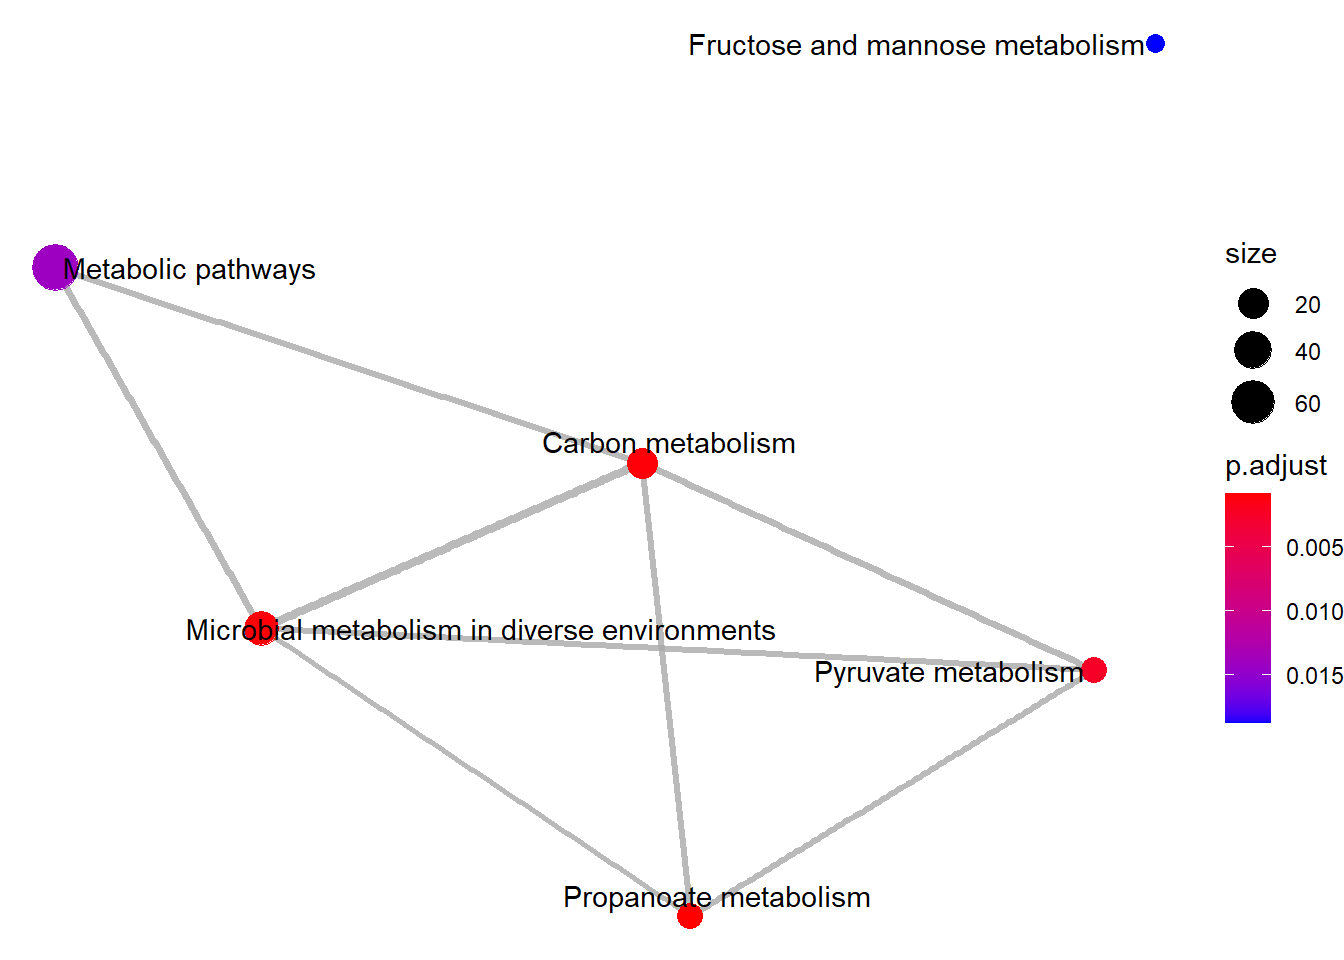 Fructose and mannose metabolism
Metabolic pathways
Carbon metabolism
Microbial metabolism in diverse environments
Pyruvate metabolism
Propanoate metabolism
size
20
40
60
p.adjust
0.005
0.010
0.015